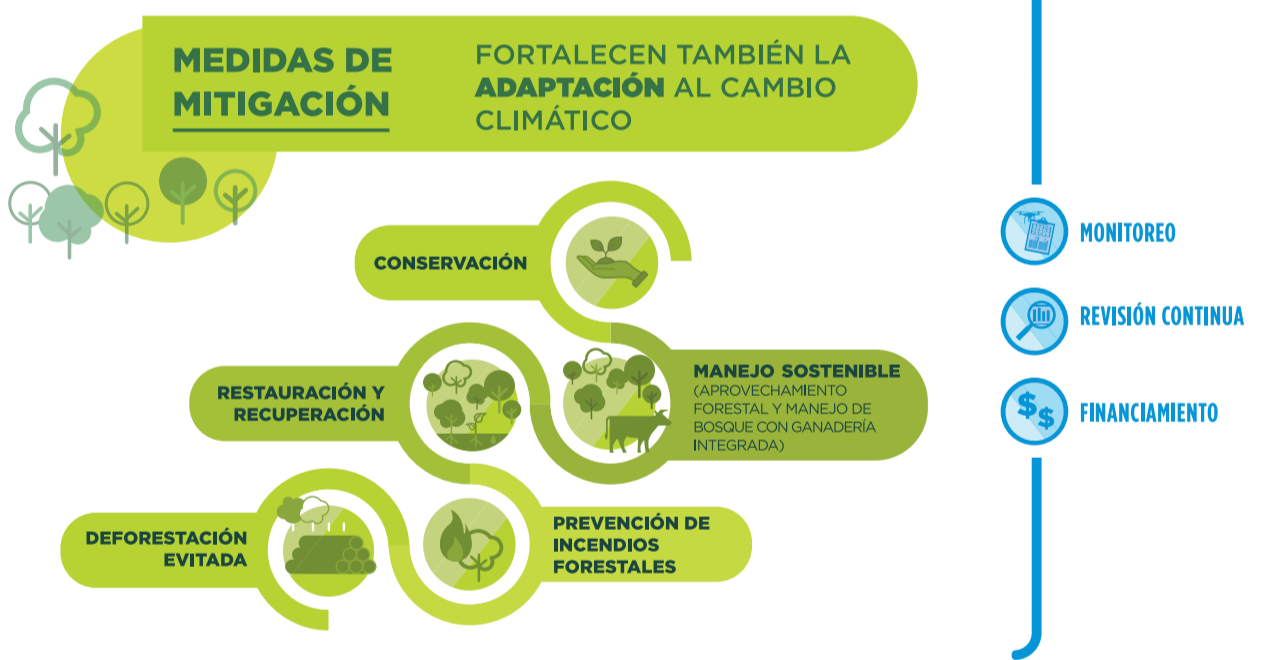 MEDIDAS DE
MITIGACIÓN
FORTALECEN TAMBIÉN LA
ADAPTACIÓN AL CAMBIO
CLIMÁTICO
CONSERVACIÓN
RESTAURACIÓN Y
RECUPERACIÓN
MANEJO SOSTENIBLE
(APROVECHAMIENTO
FORESTAL Y MANEJO DE
BOSQUE CON GANADERÍA
INTEGRADA)
DEFORESTACIÓN
EVITADA
PREVENCIÓN DE
INCENDIOS
FORESTALES
MONITOREO
REVISIÓN CONTINUA
$ $
FINANCIAMIENTO